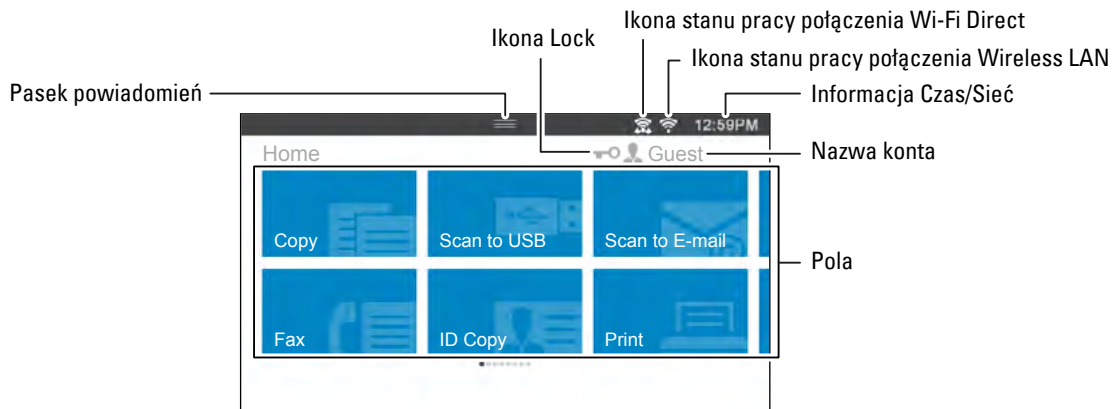 Ikona stanu pracy połączenia Wi-Fi Direct
Ikona Lock
Ikona stanu pracy połączenia Wireless LAN
Pasek powiadomień
Informacja Czas/Sieć
12:59PM
Home
Guest
Nazwa konta
Copy
Scan to USB
Scan to E-mail
Pola
Fax
ID Copy
Print